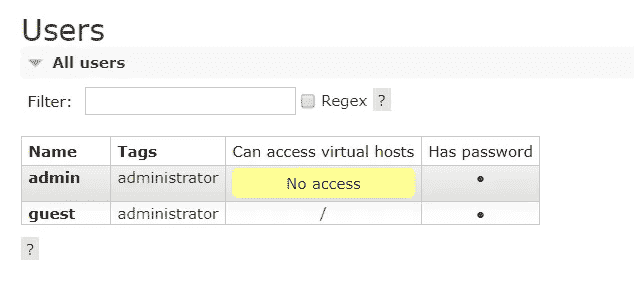 Users
All users
Filter: Regex ?
Name Tags Can access virtual hosts Has password
admin administrator No access •
guest administrator / •
?